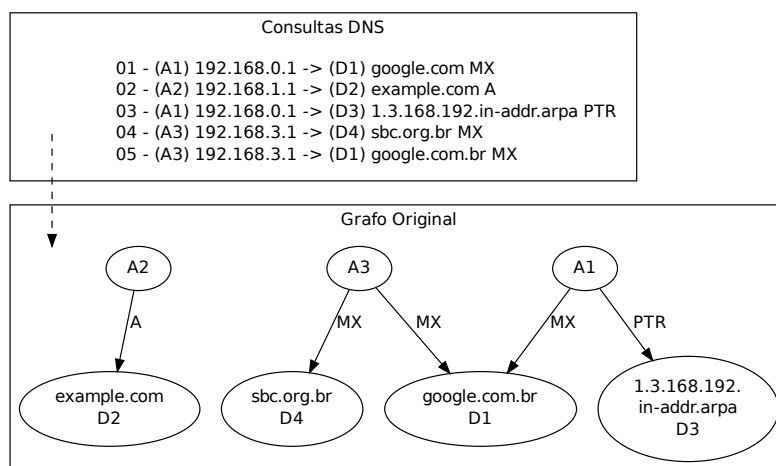 Consultas DNS
01 - (A1) 192.168.0.1 -> (D1) google.com MX
02 - (A2) 192.168.1.1 -> (D2) example.com A
03 - (A1) 192.168.0.1 -> (D3) 1.3.168.192.in-addr.arpa PTR
04 - (A3) 192.168.3.1 -> (D4) sbc.org.br MX
05 - (A3) 192.168.3.1 -> (D1) google.com.br MX
Grafo Original
A2
A3
A1
A
MX
MX
MX
PTR
example.com
D2
sbc.org.br
D4
google.com.br
D1
1.3.168.192.
in-addr.arpa
D3